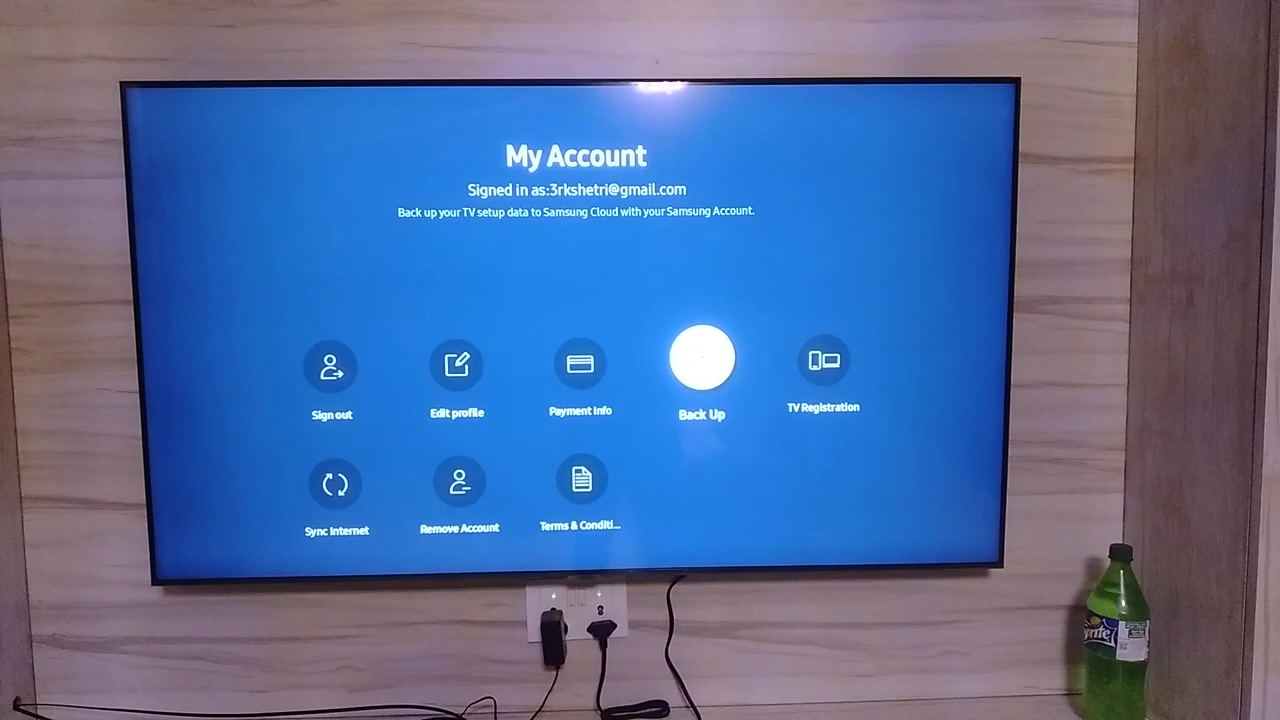 My Account
Signed in as:3rkshetri@gmail.com
Back up your TV setup data to Samsung Cloud with your Samsung Account.
Sign out
Edit profile
Payment Info
Back Up
TV Registration
Sync Internet
Remove Account
Terms & Conditi...